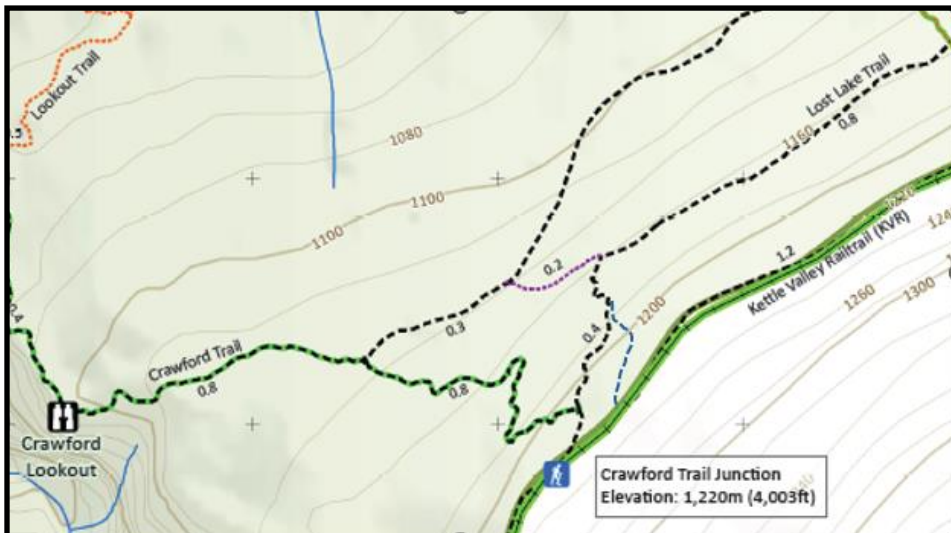 Lookout Trail
1080
1100
1100
Lost Lake Trail
0.8
1160
1.2
Kettle Valley Railtrail (KVR)
1260
1300
0.2
1200
0.3
0.4
0.4
Crawford Trail
0.8
0.8
Crawford
Lookout
Crawford Trail Junction
Elevation: 1,220m (4,003ft)